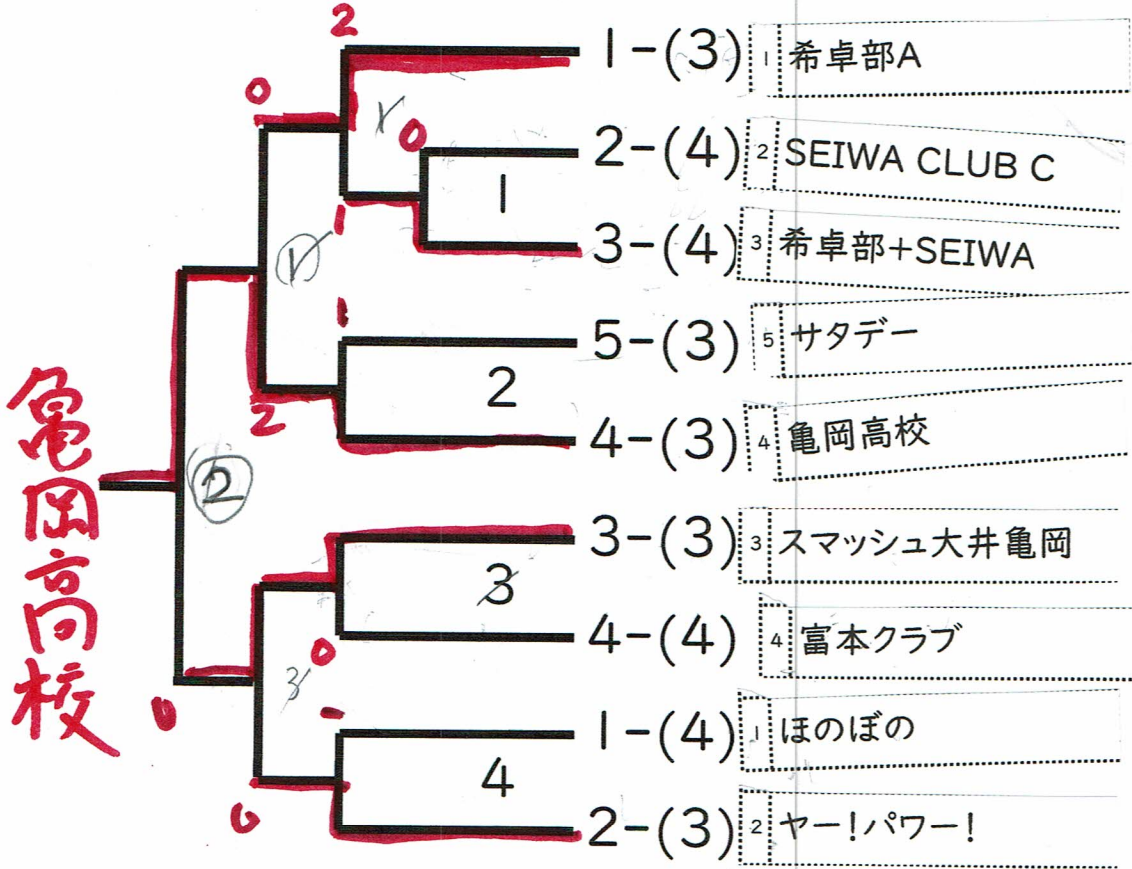 2
1-(3) 1 希卓部A
0
1
0
2-(4) 2 SEIWA CLUB C
1
3-(4) 3 希卓部+SEIWA
1
1
1
5-(3) 5 サタデー
2
2
4-(3) 4 亀岡高校
亀岡高校
2
3-(3) 3 スマッシュ大井亀岡
3
4-(4) 4 富本クラブ
0
3
1
0
1-(4) 1 ほのぼの
4
0
2-(3) 2 ヤー!パワー!